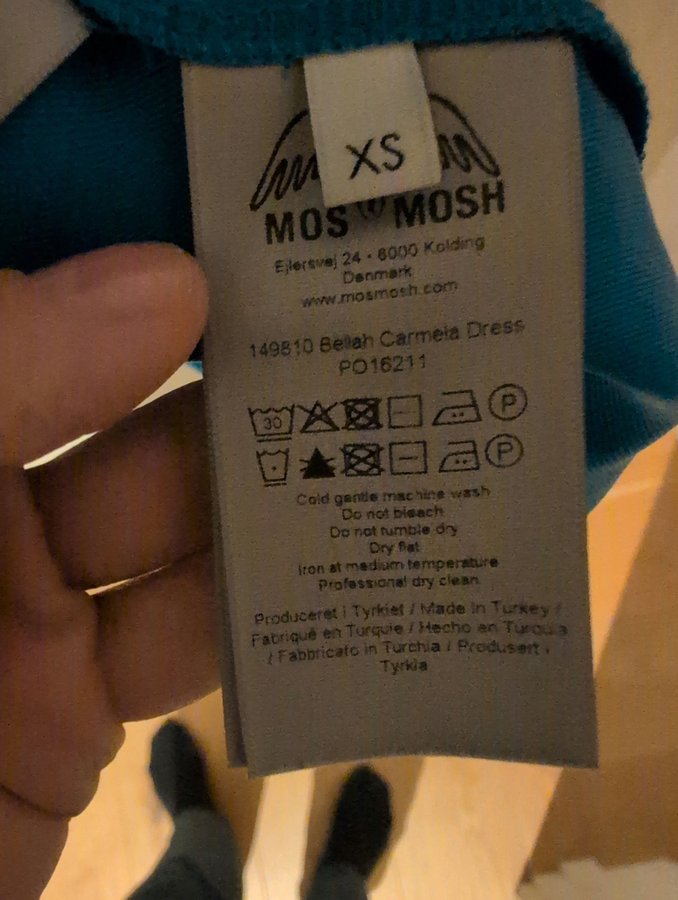 XS
MOS MOSH
Ejlersvej 24 · 6000 Kolding
Denmark
www.mosmosh.com
149810 Bellah Carmela Dress
PO16211
30 P
P
Cold gentle machine wash
Do not bleach
Do not tumble dry
Dry flat
Iron at medium temperature
Professional dry clean
Produceret i Tyrkiet / Made in Turkey /
Fabriqué en Turquie / Hecho en Turquia
/ Fabbricato in Turchia / Produsert i
Tyrkia